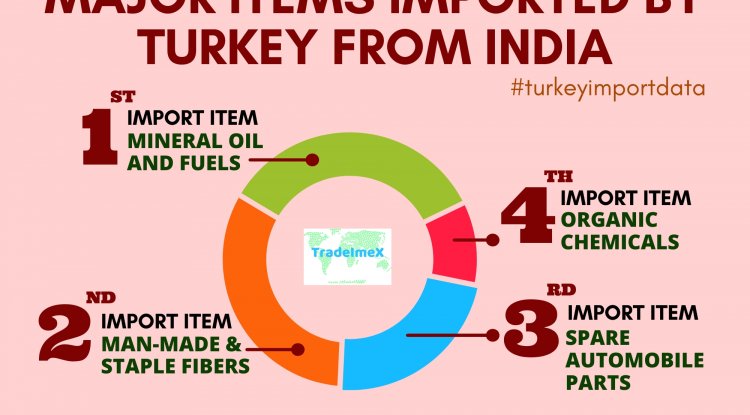 MAJOR ITEMS IMPORTED BY
TURKEY FROM INDIA
#turkeyimportdata
1ST
IMPORT ITEM
MINERAL OIL
AND FUELS
4TH
IMPORT ITEM
ORGANIC
CHEMICALS
TradeImeX
2ND
IMPORT ITEM
MAN-MADE &
STAPLE FIBERS
3RD
IMPORT ITEM
SPARE
AUTOMOBILE
PARTS